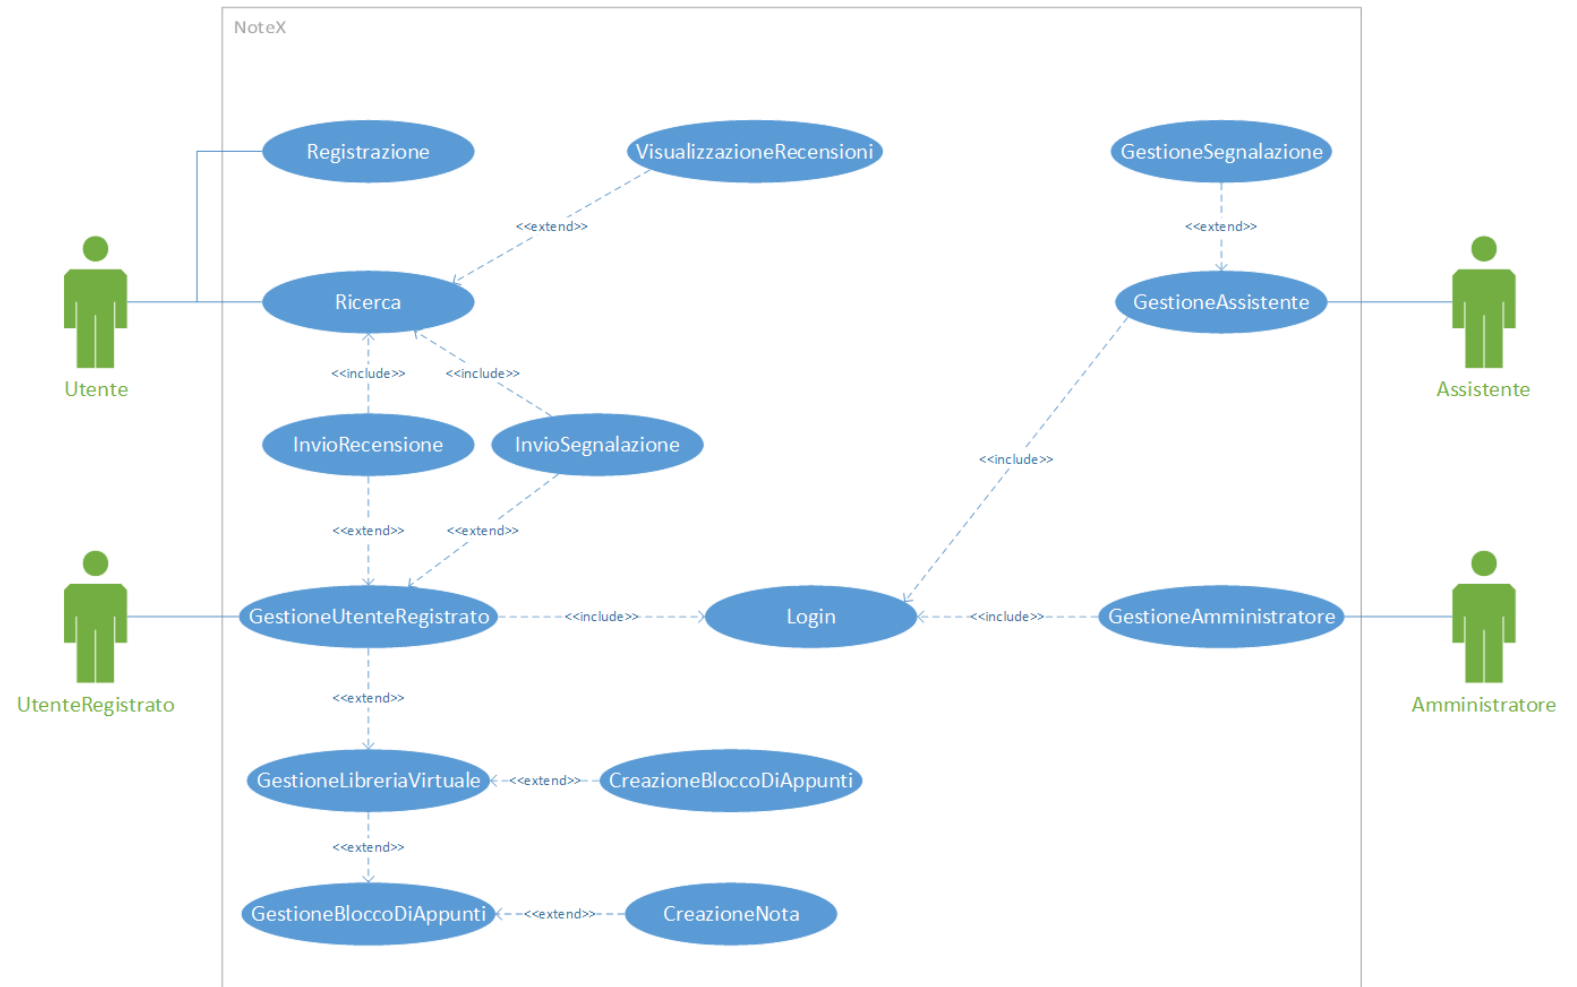 NoteX
Registrazione
VisualizzazioneRecensioni
GestioneSegnalazione
<<extend>>
<<extend>>
Ricerca
GestioneAssistente
<<include>>
<<include>>
Utente
Assistente
InvioRecensione
InvioSegnalazione
<<include>>
<<extend>>
<<extend>>
GestioneUtenteRegistrato
<<include>>
Login
<<include>>
GestioneAmministratore
<<extend>>
UtenteRegistrato
Amministratore
GestioneLibreriaVirtuale
<<extend>>
CreazioneBloccoDiAppunti
<<extend>>
GestioneBloccoDiAppunti
<<extend>>
CreazioneNota